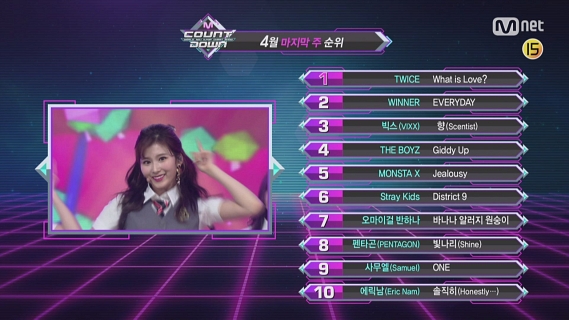 M COUNT DOWN
4월 마지막 주 순위
Mnet
15
1 TWICE What is Love?
2 WINNER EVERYDAY
3 빅스(VIXX) 향(Scentist)
4 THE BOYZ Giddy Up
5 MONSTA X Jealousy
6 Stray Kids District 9
7 오마이걸 반하나 바나나 알러지 원숭이
8 펜타곤(PENTAGON) 빛나리(Shine)
9 사무엘(Samuel) ONE
10 에릭남(Eric Nam) 솔직히(Honestly…)